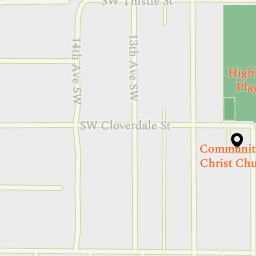 SW Thistle St
14th Ave SW
13th Ave SW
High
Play
SW Cloverdale St
Communit
Christ Chu